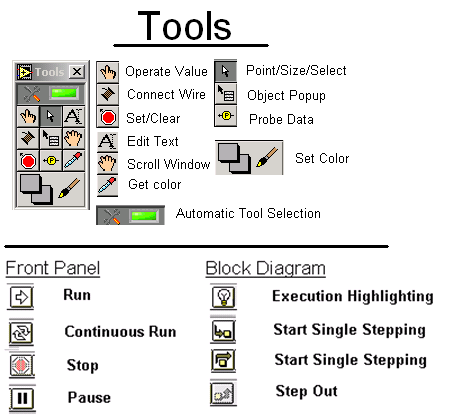 Tools
Tools
Operate Value
Point/Size/Select
Connect Wire
Object Popup
Set/Clear
Probe Data
Edit Text
Scroll Window
Set Color
Get color
Automatic Tool Selection
Front Panel
Block Diagram
Run
Execution Highlighting
Continuous Run
Start Single Stepping
Stop
Start Single Stepping
Pause
Step Out